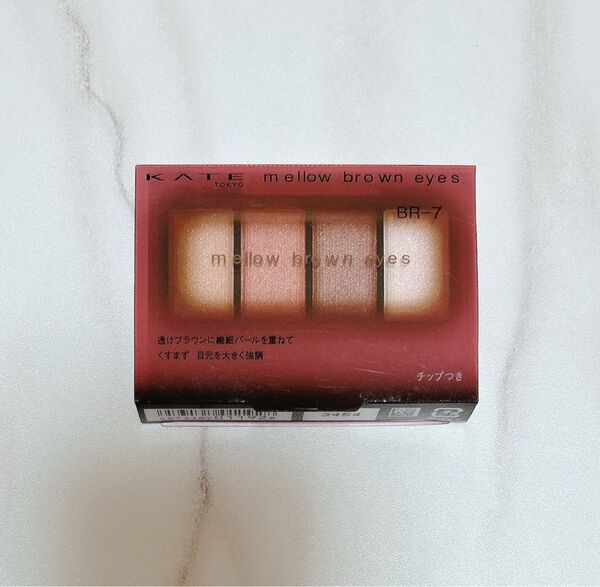 KATE mellow brown eyes
TOKYO
BR-7
mellow brown eyes
透けブラウンに繊細パールを重ねて
くすまず 目元を大きく強調
チップつき